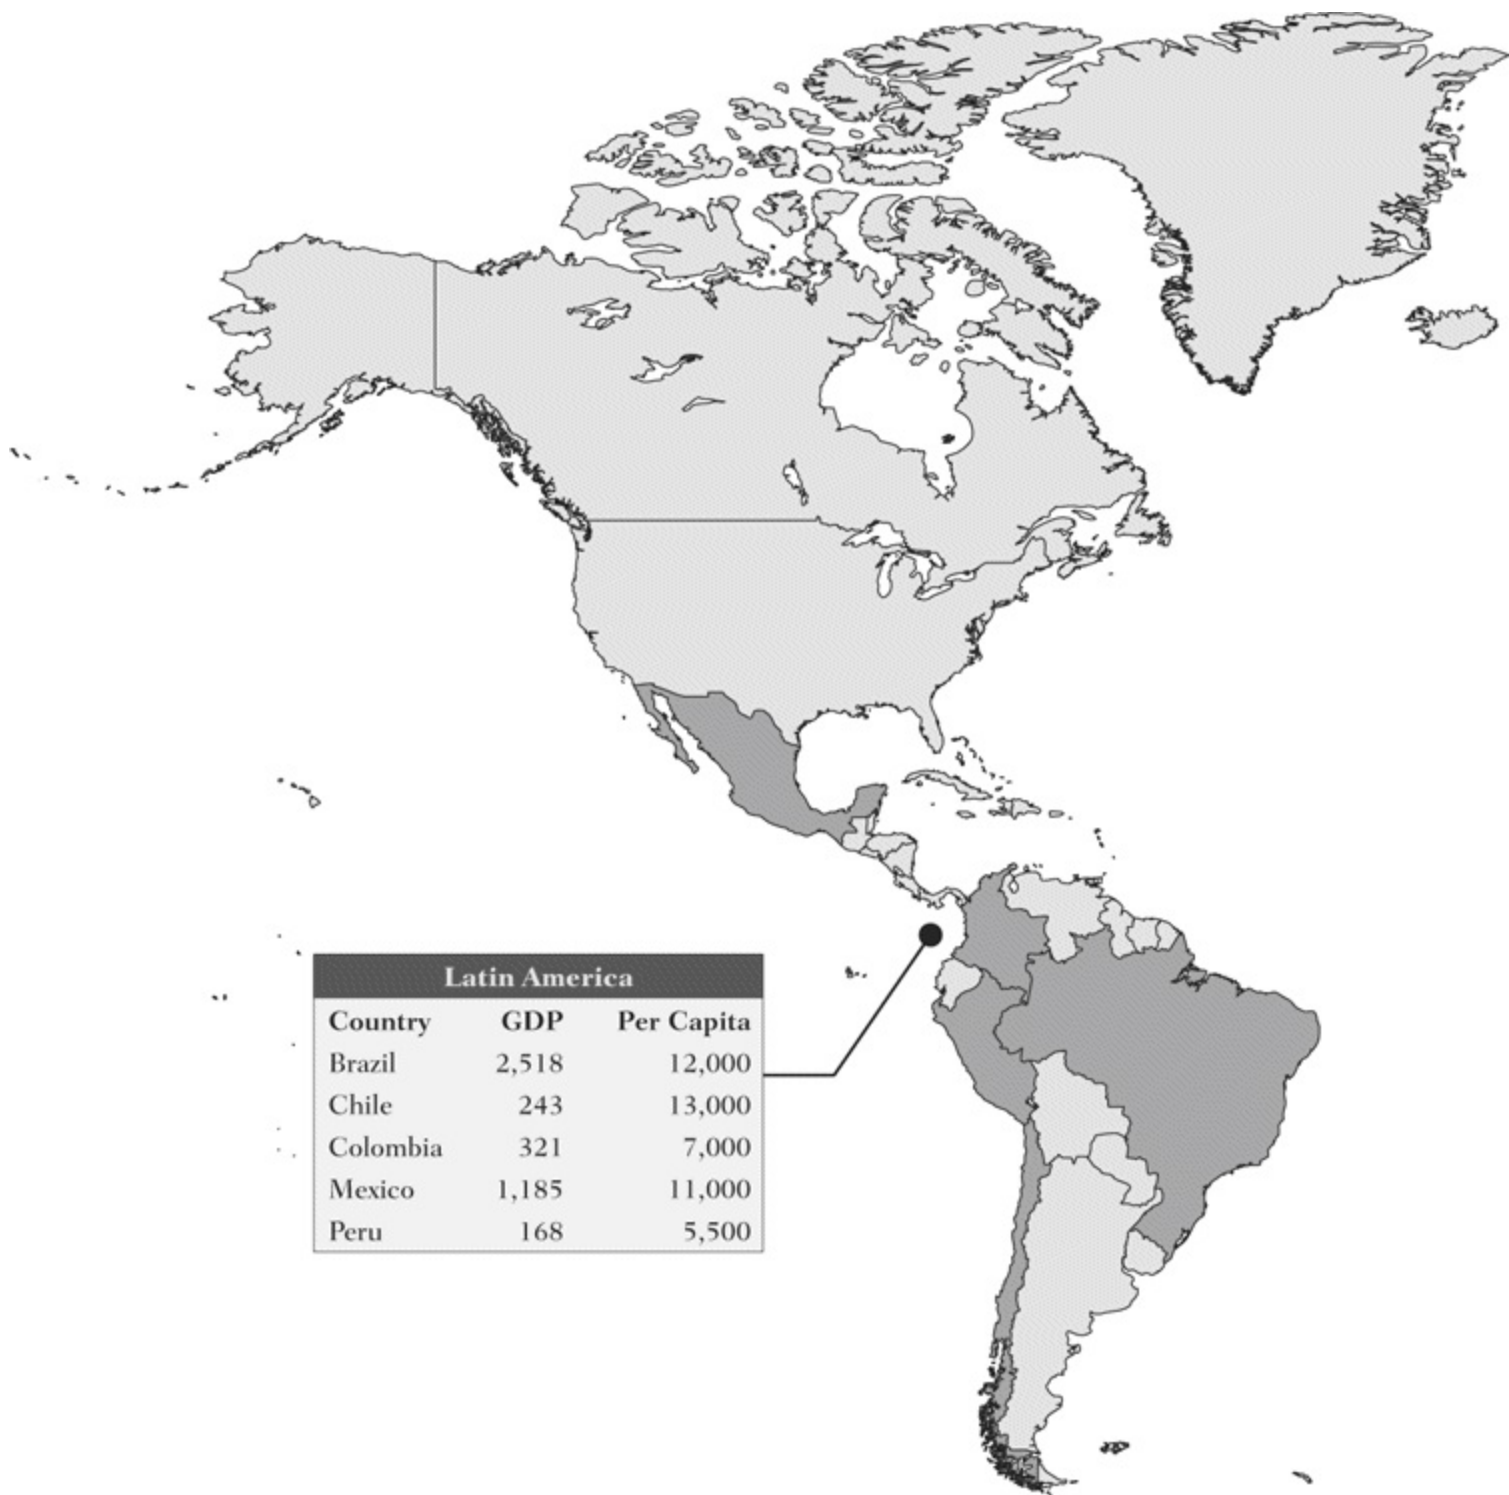 Latin America
Country GDP Per Capita
Brazil 2,518 12,000
Chile 243 13,000
Colombia 321 7,000
Mexico 1,185 11,000
Peru 168 5,500